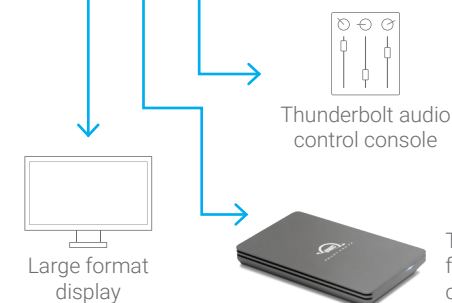 Thunderbolt audio
control console
Large format
display